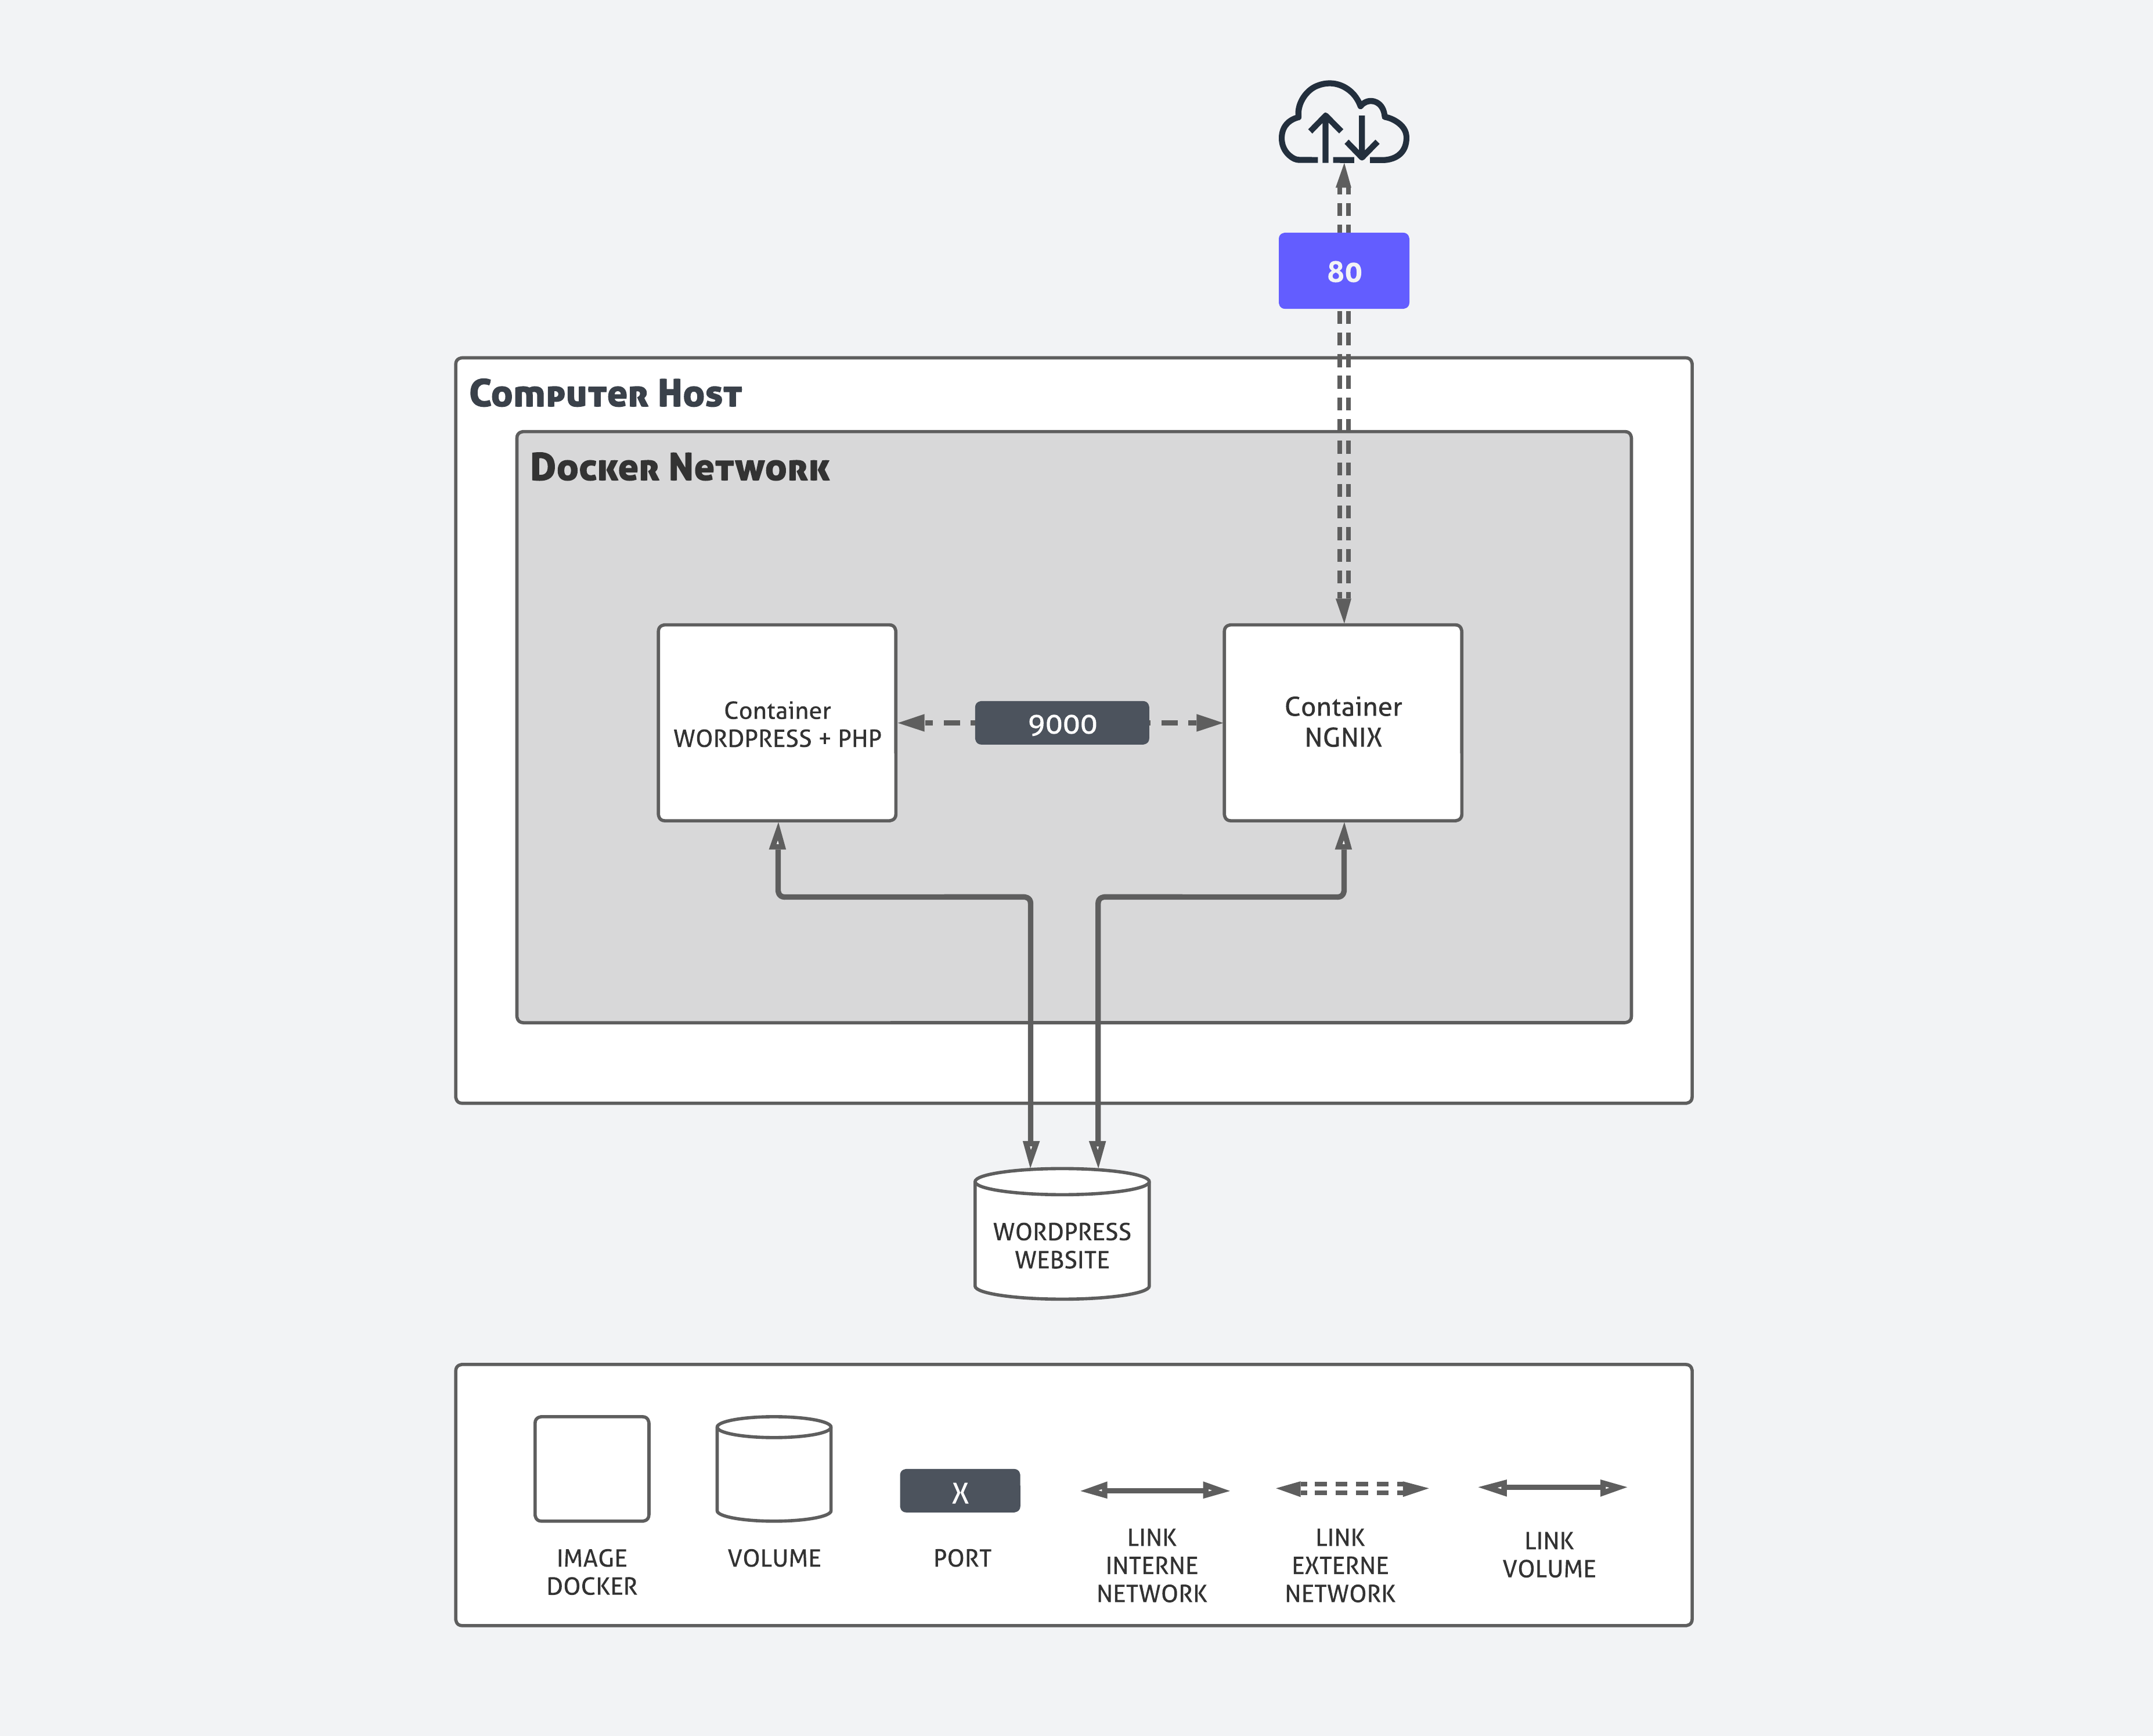 80
Computer Host
Docker Network
Container
WORDPRESS + PHP
9000
Container
NGNIX
WORDPRESS
WEBSITE
X
IMAGE
DOCKER
VOLUME
PORT
LINK
INTERNE
NETWORK
LINK
EXTERNE
NETWORK
LINK
VOLUME